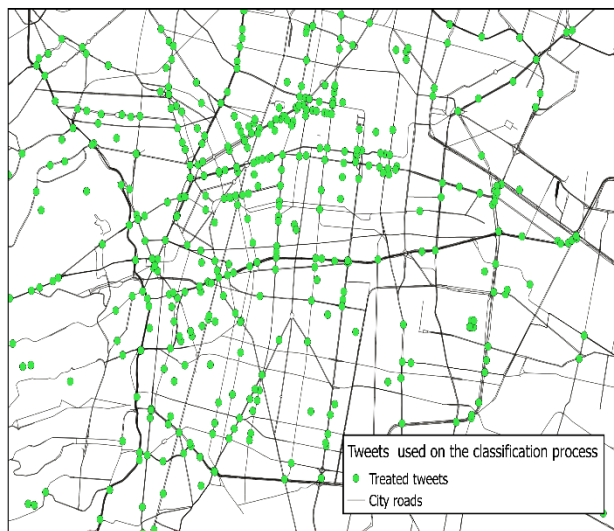 Tweets used on the classification process
Treated tweets
City roads